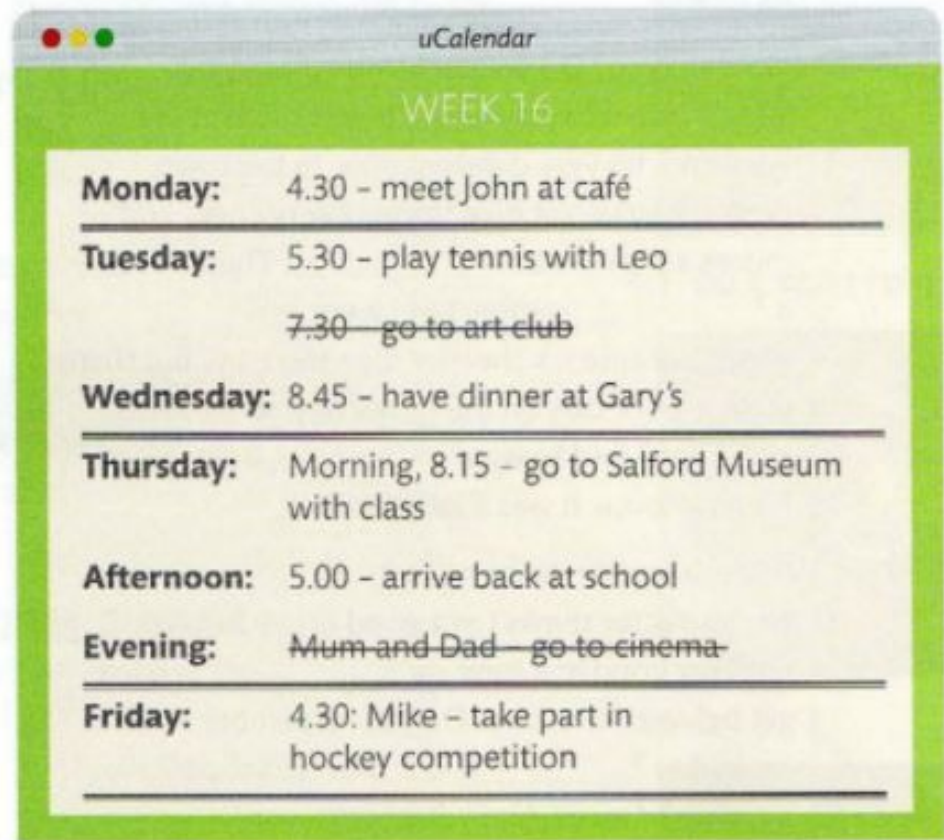 uCalendar
WEEK 16
Monday: 4.30 – meet John at café
Tuesday: 5.30 – play tennis with Leo
7.30 – go to art club
Wednesday: 8.45 – have dinner at Gary's
Thursday: Morning, 8.15 – go to Salford Museum
with class
Afternoon: 5.00 – arrive back at school
Evening: Mum and Dad – go to cinema
Friday: 4.30: Mike – take part in
hockey competition